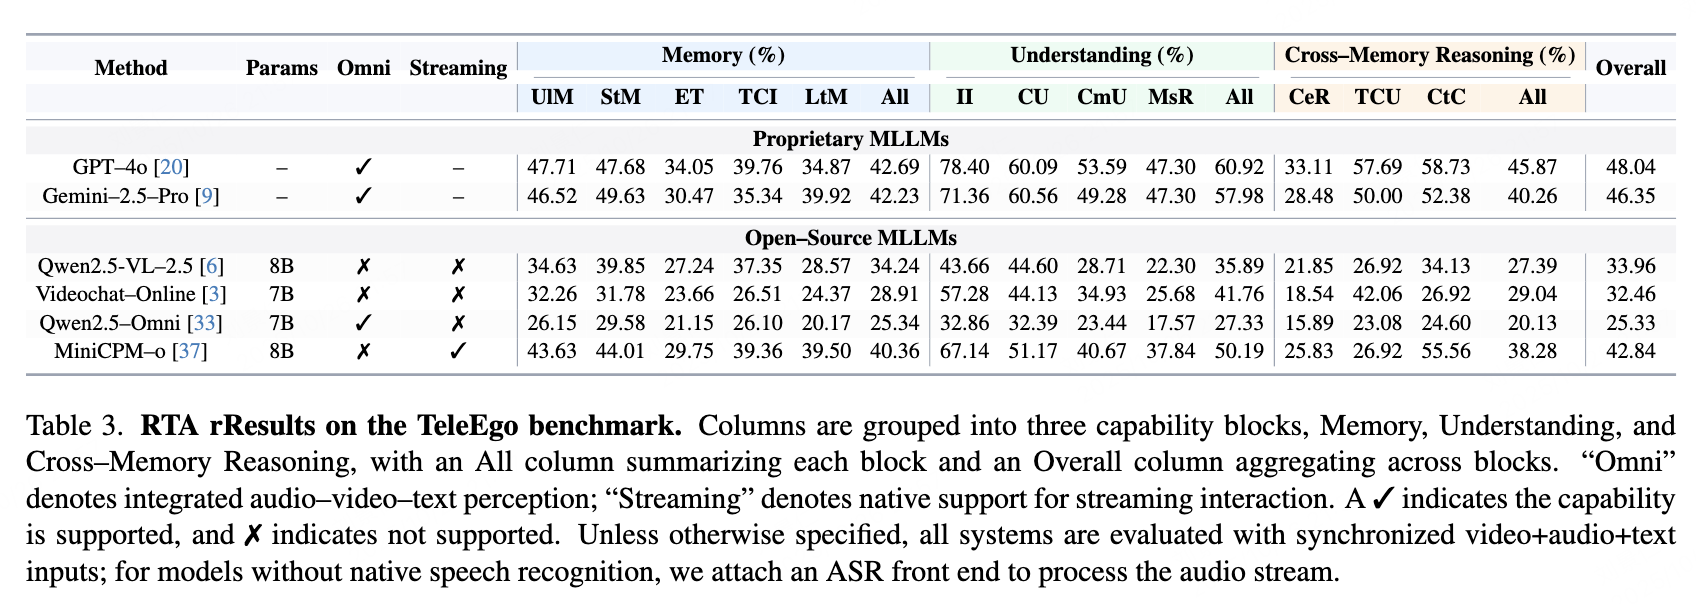 Method Params Omni Streaming Memory (%) Understanding (%) Cross–Memory Reasoning (%) Overall
UlM StM ET TCI LtM All II CU CmU MsR All CeR TCU CtC All
Proprietary MLLMs
GPT–4o [20] – ✓ – 47.71 47.68 34.05 39.76 34.87 42.69 78.40 60.09 53.59 47.30 60.92 33.11 57.69 58.73 45.87 48.04
Gemini–2.5–Pro [9] – ✓ – 46.52 49.63 30.47 35.34 39.92 42.23 71.36 60.56 49.28 47.30 57.98 28.48 50.00 52.38 40.26 46.35
Open–Source MLLMs
Qwen2.5-VL–2.5 [6] 8B ✗ ✗ 34.63 39.85 27.24 37.35 28.57 34.24 43.66 44.60 28.71 22.30 35.89 21.85 26.92 34.13 27.39 33.96
Videochat–Online [3] 7B ✗ ✗ 32.26 31.78 23.66 26.51 24.37 28.91 57.28 44.13 34.93 25.68 41.76 18.54 42.06 26.92 29.04 32.46
Qwen2.5–Omni [33] 7B ✓ ✗ 26.15 29.58 21.15 26.10 20.17 25.34 32.86 32.39 23.44 17.57 27.33 15.89 23.08 24.60 20.13 25.33
MiniCPM–o [37] 8B ✗ ✓ 43.63 44.01 29.75 39.36 39.50 40.36 67.14 51.17 40.67 37.84 50.19 25.83 26.92 55.56 38.28 42.84
Table 3. RTA rResults on the TeleEgo benchmark. Columns are grouped into three capability blocks, Memory, Understanding, and
Cross–Memory Reasoning, with an All column summarizing each block and an Overall column aggregating across blocks. “Omni”
denotes integrated audio–video–text perception; “Streaming” denotes native support for streaming interaction. A ✓ indicates the capability
is supported, and ✗ indicates not supported. Unless otherwise specified, all systems are evaluated with synchronized video+audio+text
inputs; for models without native speech recognition, we attach an ASR front end to process the audio stream.